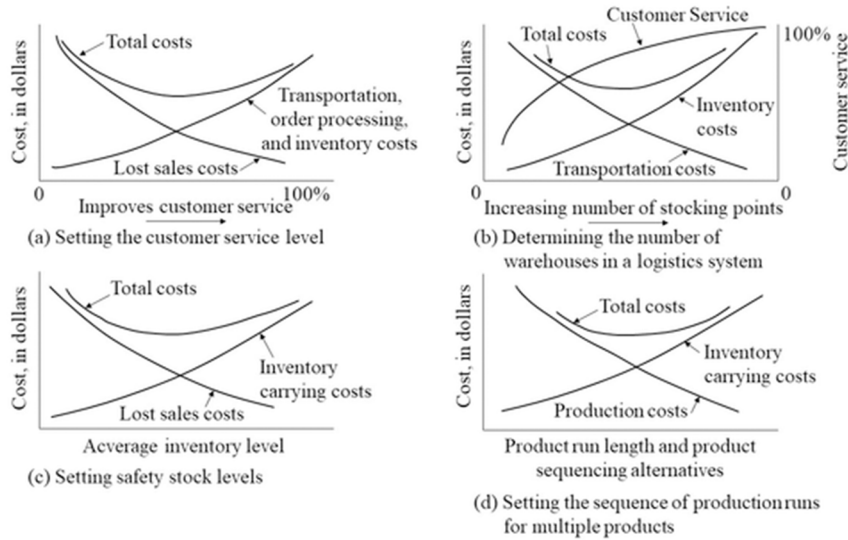 Total costs
Cost, in dollars
Transportation,
order processing,
and inventory costs
Lost sales costs
0
100%
Improves customer service
(a) Setting the customer service level
Customer Service
Total costs
100%
Cost, in dollars
Customer service
Inventory
costs
Transportation costs
0
0
Increasing number of stocking points
(b) Determining the number of
warehouses in a logistics system
Total costs
Cost, in dollars
Inventory
carrying costs
Lost sales costs
Acverage inventory level
(c) Setting safety stock levels
Total costs
Cost, in dollars
Inventory
carrying costs
Production costs
Product run length and product
sequencing alternatives
(d) Setting the sequence of production runs
for multiple products